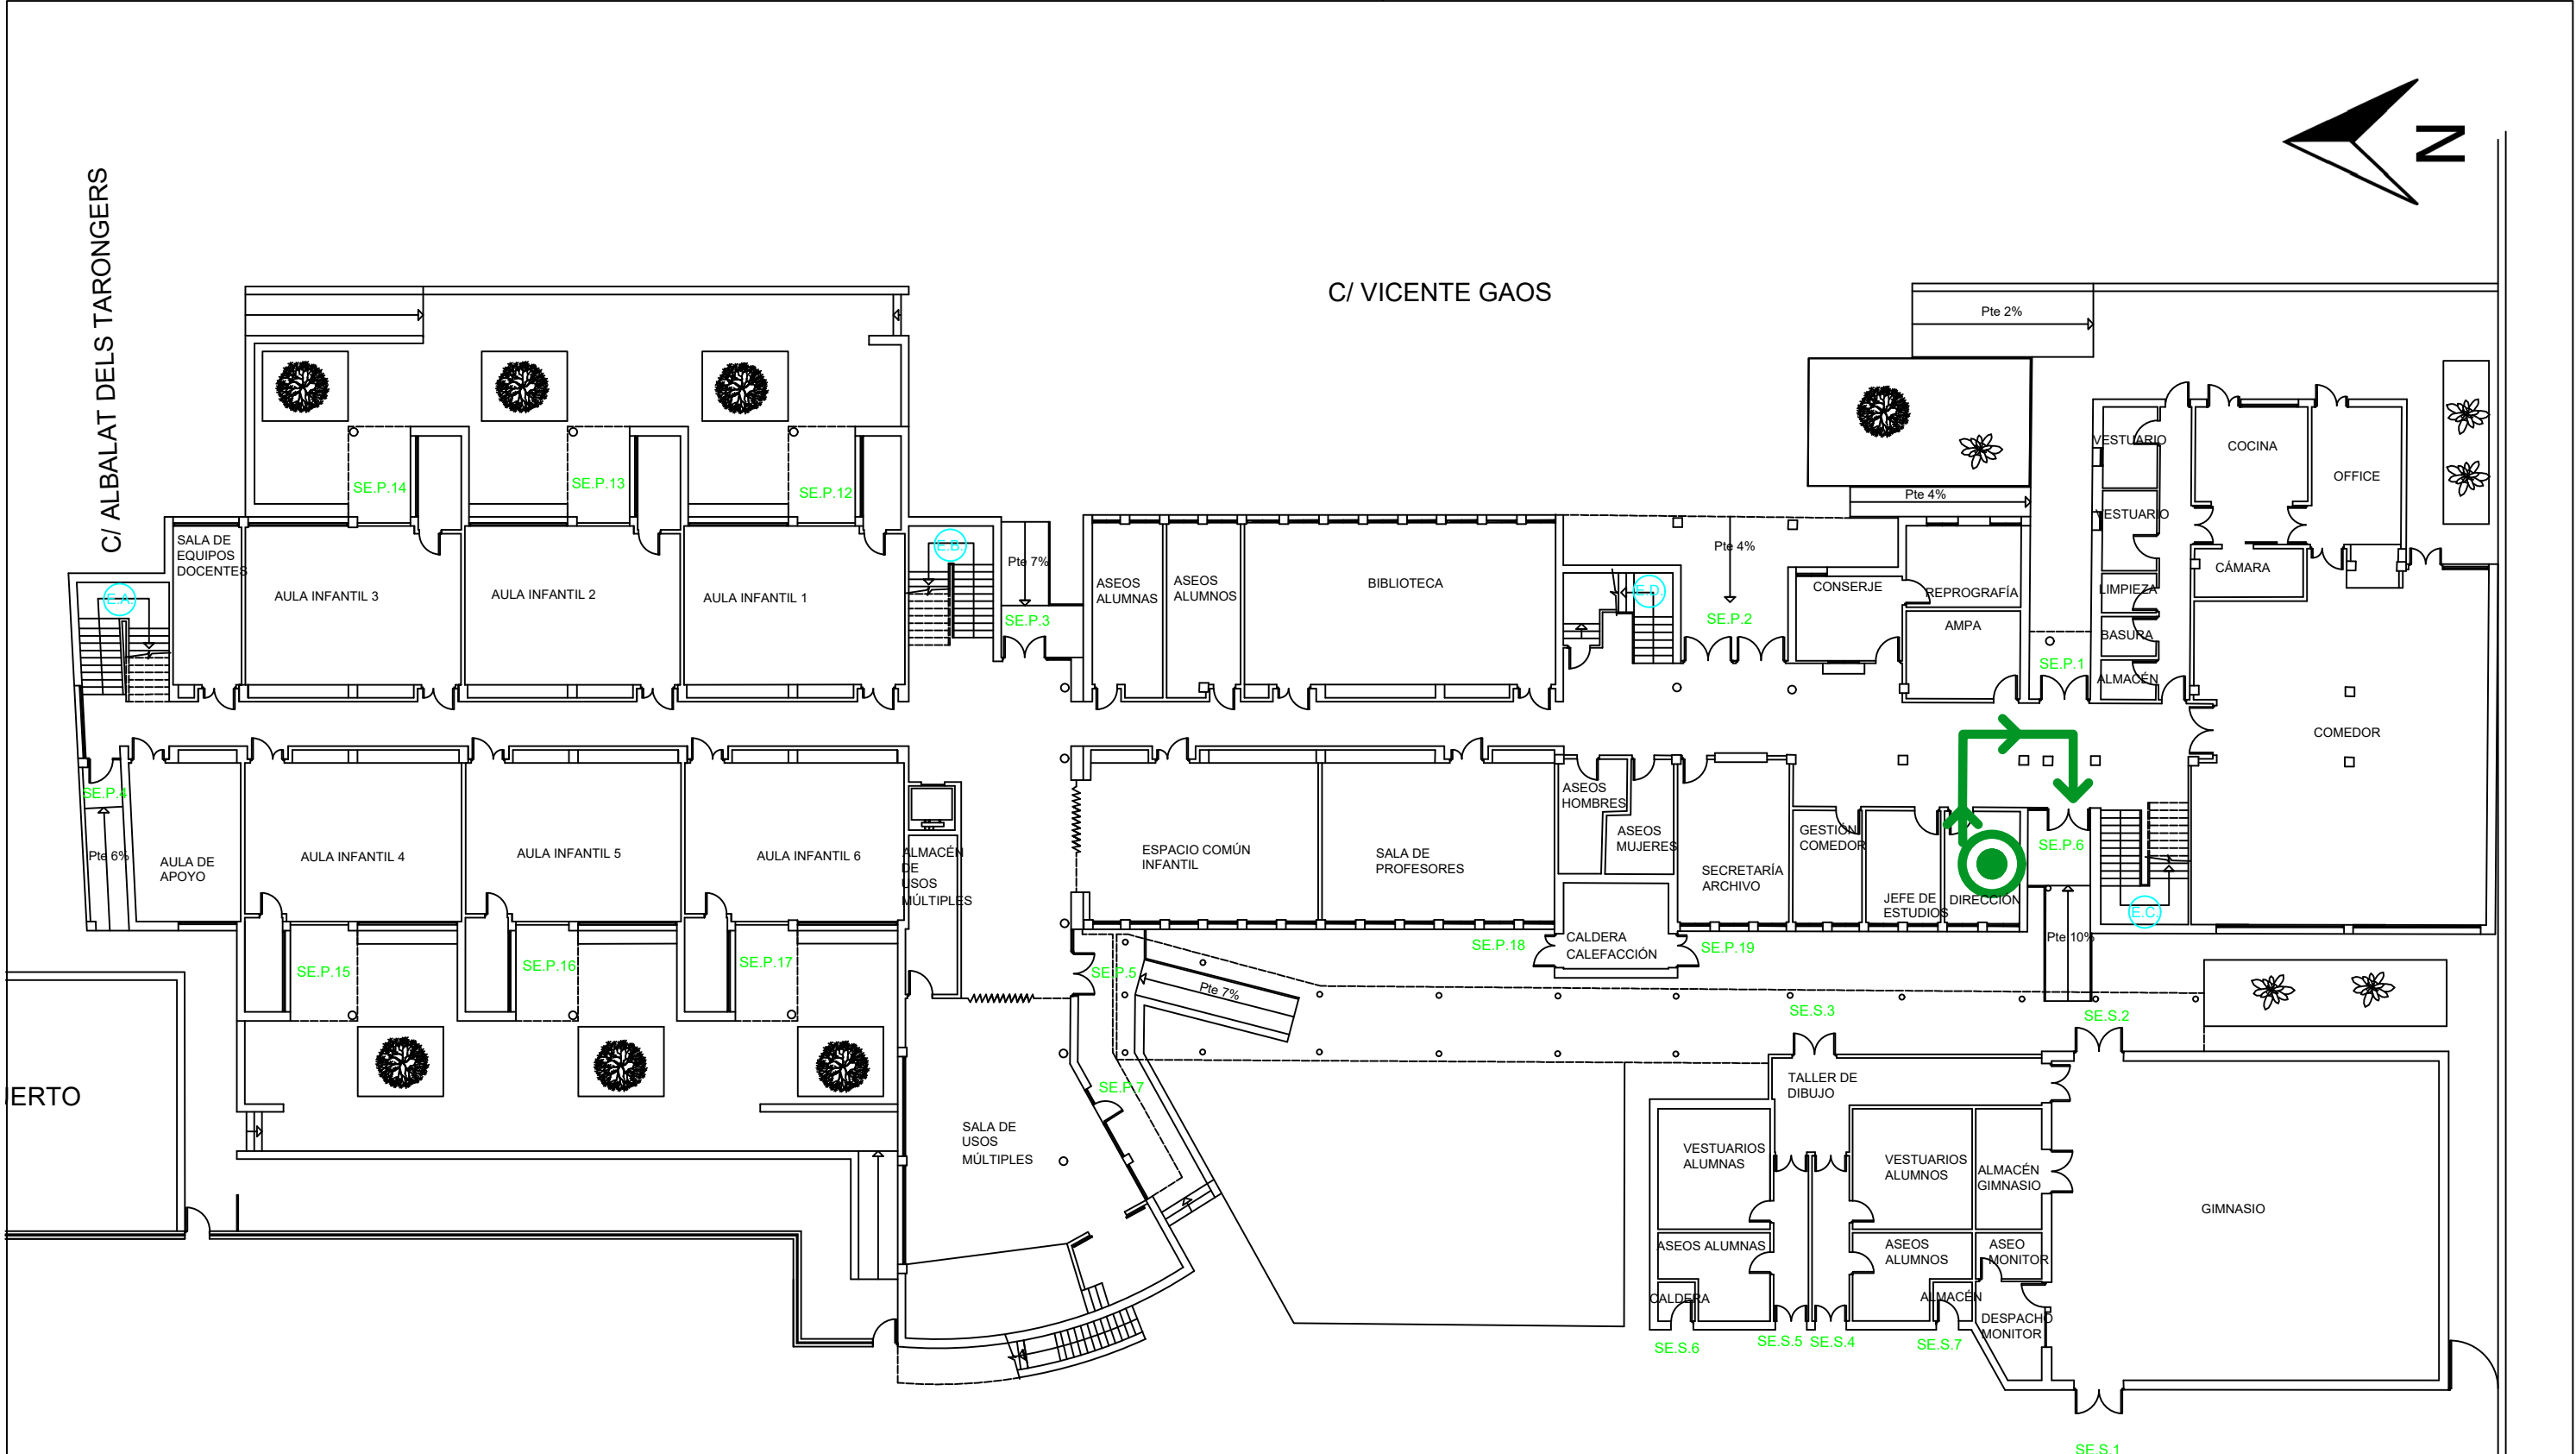 N
C/ ALBALAT DELS TARONGERS
C/ VICENTE GAOS
Pte 2%
Pte 4%
SE.P.14
SE.P.13
SE.P.12
VESTUARIO
COCINA
OFFICE
VESTUARIO
CÁMARA
LIMPIEZA
BASURA
ALMACÉN
SALA DE
EQUIPOS
DOCENTES
E.A.
AULA INFANTIL 3
AULA INFANTIL 2
AULA INFANTIL 1
E.B.
Pte 7%
SE.P.3
ASEOS
ALUMNAS
ASEOS
ALUMNOS
BIBLIOTECA
E.D.
Pte 4%
SE.P.2
CONSERJE
REPROGRAFÍA
AMPA
SE.P.1
COMEDOR
SE.P.4
Pte 6%
AULA DE
APOYO
AULA INFANTIL 4
AULA INFANTIL 5
AULA INFANTIL 6
ALMACÉN
DE
USOS
MÚLTIPLES
ESPACIO COMÚN
INFANTIL
SALA DE
PROFESORES
ASEOS
HOMBRES
ASEOS
MUJERES
SECRETARÍA
ARCHIVO
GESTIÓN
COMEDOR
JEFE DE
ESTUDIOS
DIRECCIÓN
SE.P.6
E.C.
Pte 10%
SE.P.15
SE.P.16
SE.P.17
SE.P.5
Pte 7%
SE.P.18
CALDERA
CALEFACCIÓN
SE.P.19
SE.S.3
SE.S.2
IERTO
SE.P.7
SALA DE
USOS
MÚLTIPLES
TALLER DE
DIBUJO
VESTUARIOS
ALUMNAS
VESTUARIOS
ALUMNOS
ALMACÉN
GIMNASIO
GIMNASIO
ASEOS ALUMNAS
ASEOS
ALUMNOS
ASEO
MONITOR
CALDERA
ALMACÉN
DESPACHO
MONITOR
SE.S.6
SE.S.5
SE.S.4
SE.S.7
SE.S.1